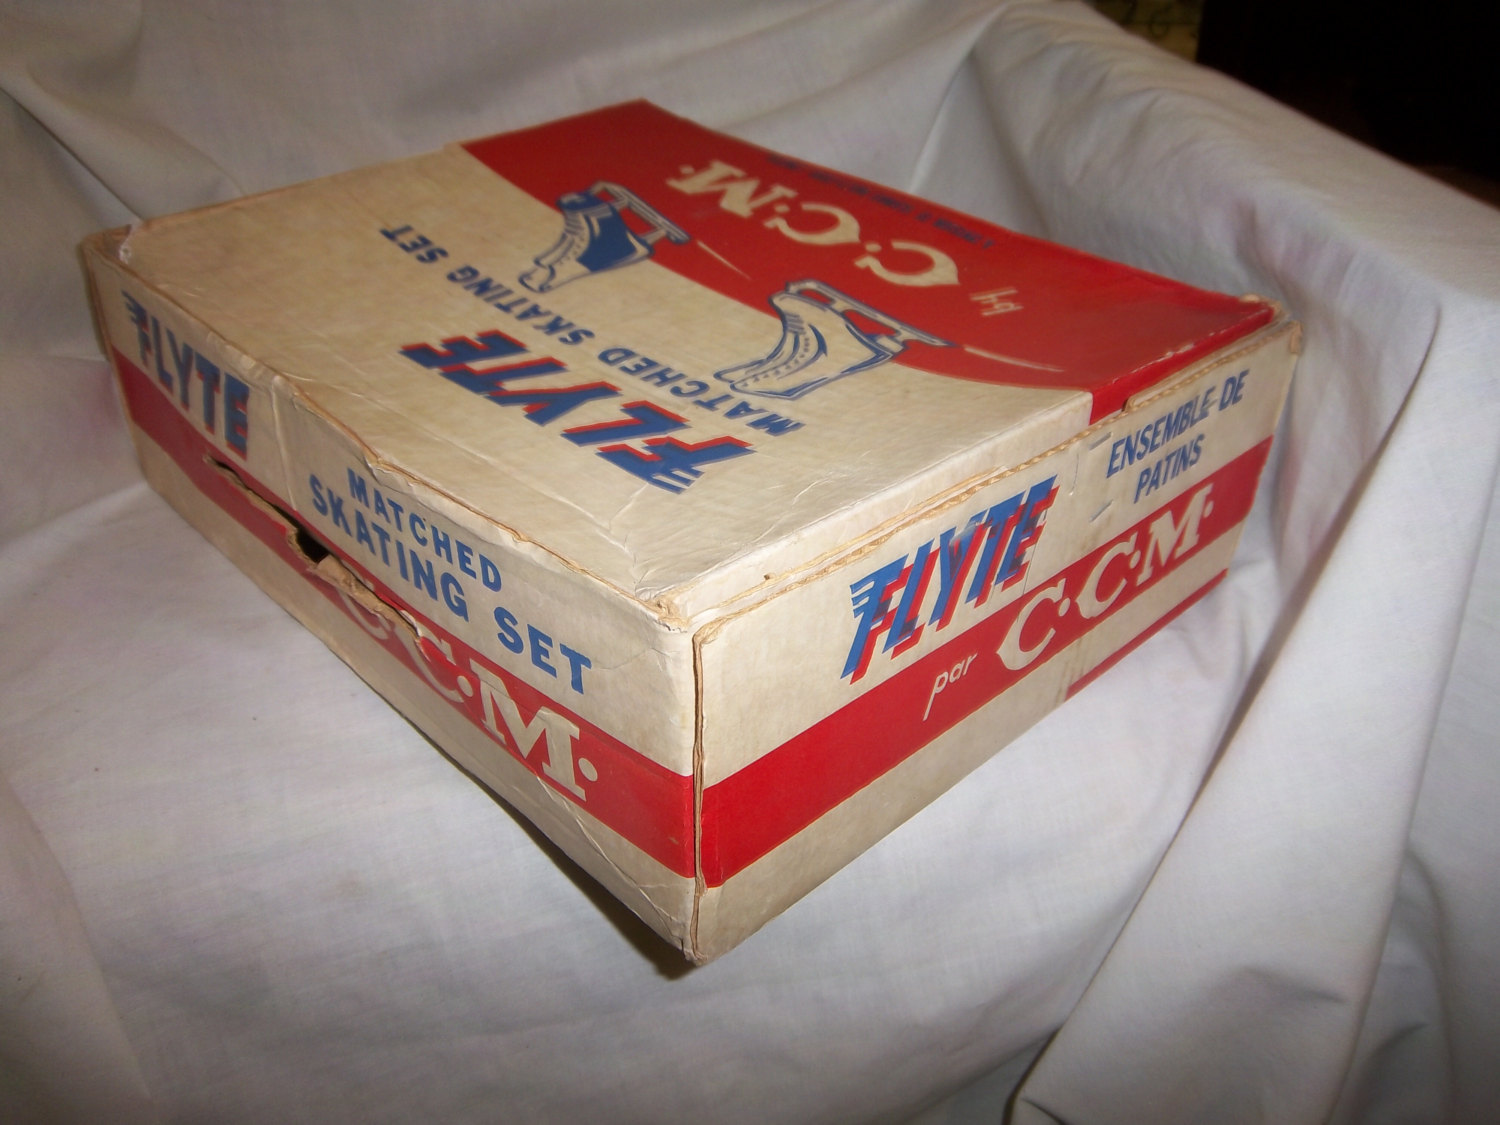 by C·C·M·
MATCHED SKATING SET
FLYTE
FLYTE
MATCHED
SKATING SET
C·C·M·
FLYTE
ENSEMBLE DE
PATINS
par C·C·M·